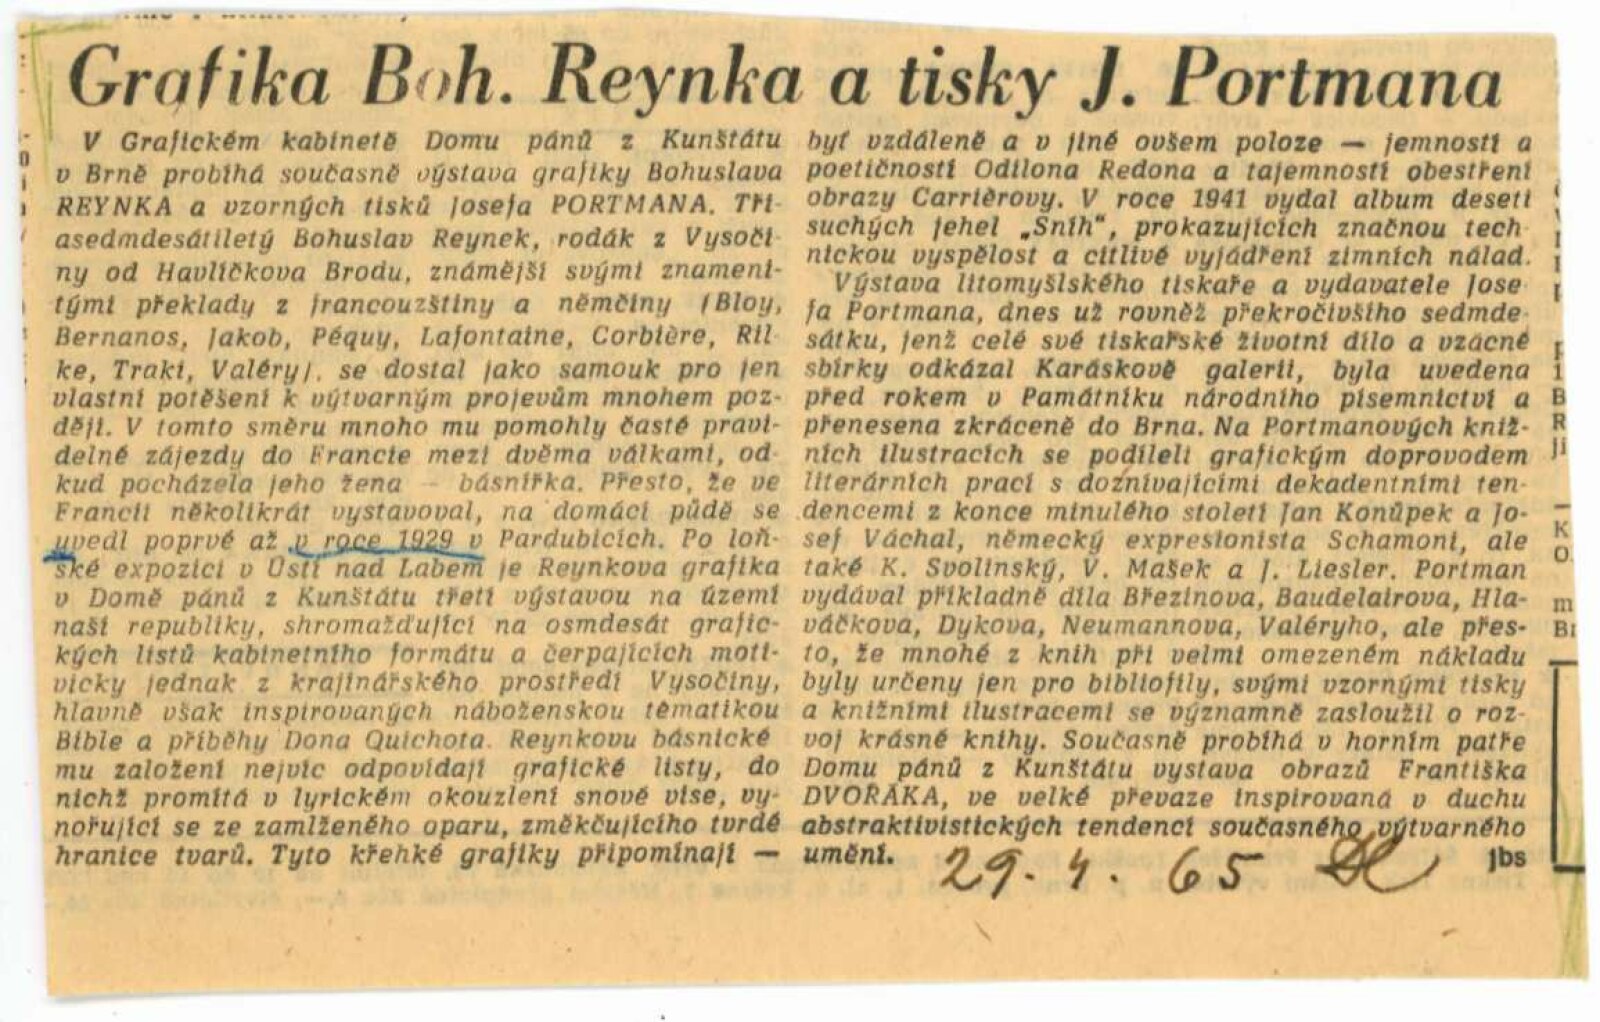 Grafika Boh. Reynka a tisky J. Portmana
V Grafickém kabinetě Domu pánů z Kunštátu
v Brně probíhá současně výstava grafiky Bohuslava
REYNKA a vzorných tisků Josefa PORTMANA. Tři-
asedmdesátiletý Bohuslav Reynek, rodák z Vysoči-
ny od Havlíčkova Brodu, známější svými znameni-
tými překlady z francouzštiny a němčiny (Bloy,
Bernanos, Jakob, Péquy, Lafontaine, Corbière, Ril-
ke, Trakl, Valéry), se dostal jako samouk pro jen
vlastní potěšení k výtvarným projevům mnohem poz-
ději. V tomto směru mnoho mu pomohly časté pravi-
delné zájezdy do Francie mezi dvěma válkami, od-
kud pocházela jeho žena – básnířka. Přesto, že ve
Francii několikrát vystavoval, na domácí půdě se
uvedl poprvé až v roce 1929 v Pardubicích. Po loň-
ské expozici v Ústí nad Labem je Reynkova grafika
v Domě pánů z Kunštátu třetí výstavou na území
naší republiky, shromažďující na osmdesát grafic-
kých listů kabinetního formátu a čerpajících moti-
vicky jednak z krajinářského prostředí Vysočiny,
hlavně však inspirovaných náboženskou tématikou
Bible a příběhy Dona Quichota. Reynkovu básnické
mu založení nejvíc odpovídají grafické listy, do
nichž promítá v lyrickém okouzlení snové vise, vy-
nořující se ze zamlženého oparu, změkčujícího tvrdé
hranice tvarů. Tyto křehké grafiky připomínají —
byť vzdáleně a v jiné ovšem poloze — jemností a
poetičností Odilona Redona a tajemností obestření
obrazy Carrièrovy. V roce 1941 vydal album deseti
suchých jehel „Sníh“, prokazujících značnou tech
nickou vyspělost a citlivé vyjádření zimních nálad.
Výstava litomyšlského tiskaře a vydavatele Jose
fa Portmana, dnes už rovněž překročivšího sedmde-
sátku, jenž celé své tiskařské životní dílo a vzácné
sbírky odkázal Karáskově galerii, byla uvedena
před rokem v Památníku národního písemnictví a
přenesena zkráceně do Brna. Na Portmanových kniž-
ních ilustracích se podíleli grafickým doprovodem
literárních prací s doznívajícími dekadentními ten-
dencemi z konce minulého století Jan Konůpek a Jo-
sef Váchal, německý expresionista Schamoni, ale
také K. Svolinský, V. Mašek a J. Liesler. Portman
vydával příkladně díla Březinova, Baudelairova, Hla-
váčkova, Dykova, Neumannova, Valéryho, ale přes-
to, že mnohé z knih při velmi omezeném nákladu
byly určeny jen pro bibliofily, svými vzornými tisky
a knižními ilustracemi se významně zasloužil o roz-
voj krásné knihy. Současně probíhá v horním patře
Domu pánů z Kunštátu výstava obrazů Františka
DVOŘÁKA, ve velké převaze inspirovaná v duchu
abstraktivistických tendencí současného výtvarného
umění.
jbs
29. 4. 65